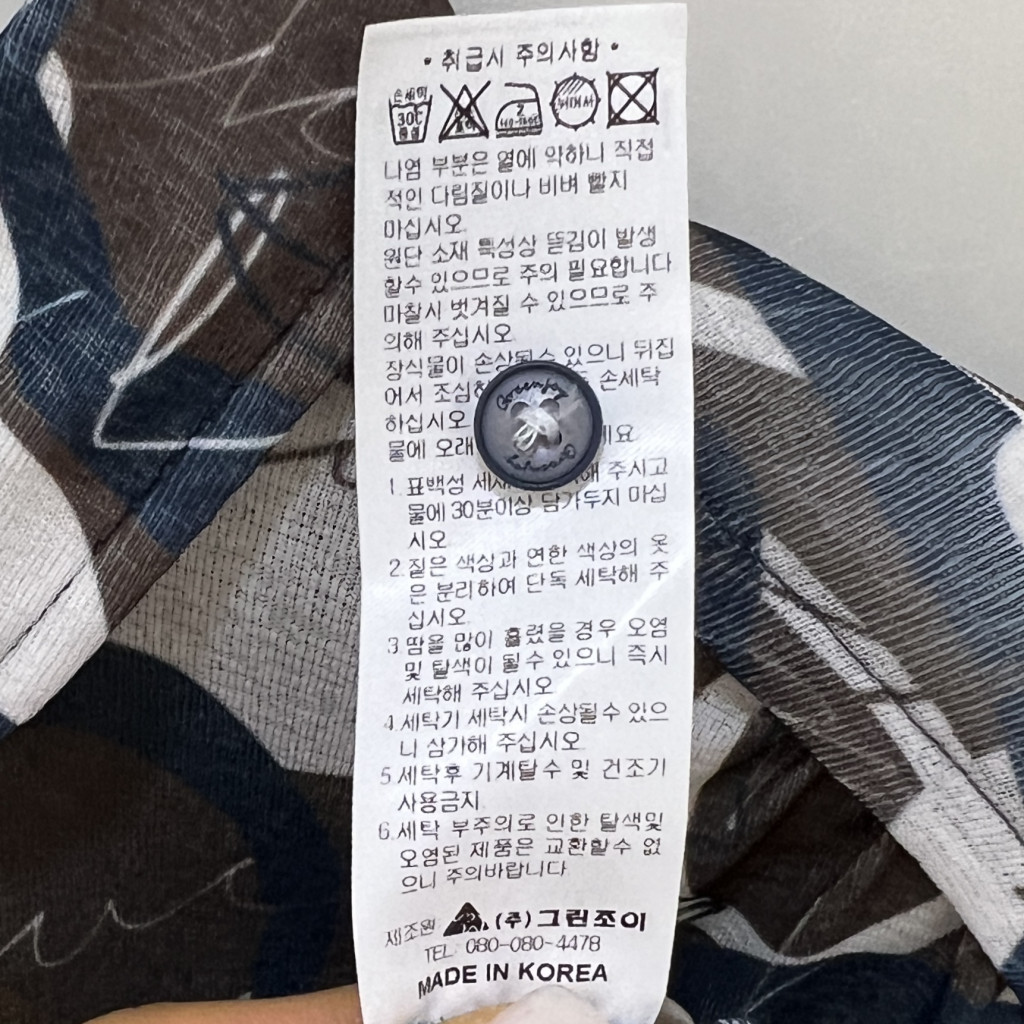 • 취급시 주의사항 •
손세탁
30℃
중성
2
드라이
나염 부분은 열에 약하니 직접
적인 다림질이나 비벼 빨지
마십시오.
원단 소재 특성상 뜯김이 발생
할수 있으므로 주의 필요합니다
마찰시 벗겨질 수 있으므로 주
의해 주십시오.
장식물이 손상될수 있으니 뒤집
어서 조심 손세탁
하십시오
물에 오래 세요.
Greenjoy
1. 표백성 세제 해 주시고
물에 30분이상 담가두지 마십
시오.
2. 짙은 색상과 연한 색상의 옷
은 분리하여 단독 세탁해 주
십시오.
3. 땀을 많이 흘렸을 경우 오염
및 탈색이 될수 있으니 즉시
세탁해 주십시오.
4. 세탁기 세탁시 손상될수 있으
니 삼가해 주십시오.
5. 세탁후 기계탈수 및 건조기
사용금지.
6. 세탁 부주의로 인한 탈색및
오염된 제품은 교환할수 없
으니 주의바랍니다.
제조원: (주)그린조이
TEL: 080-080-4478
MADE IN KOREA